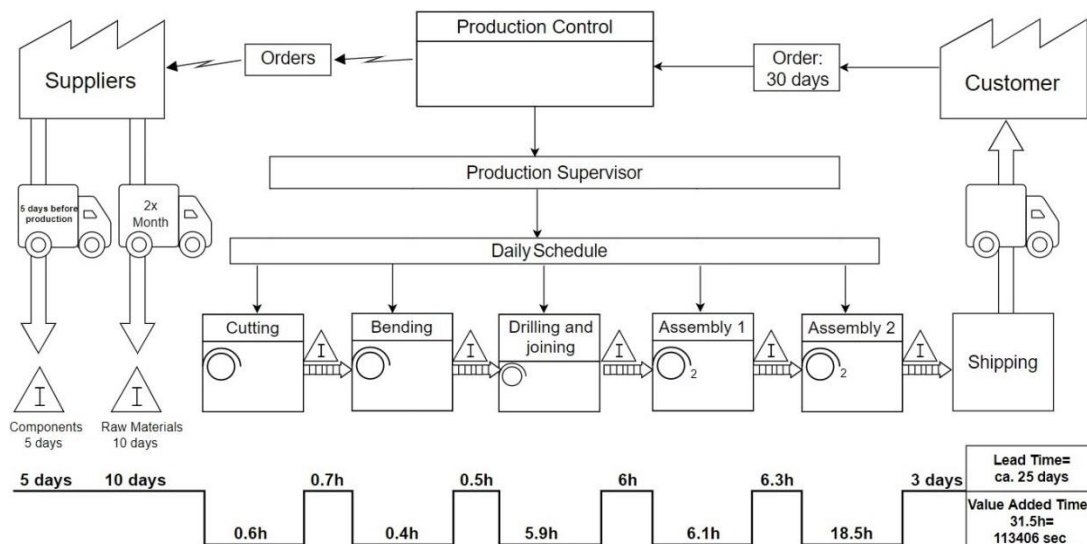 Production Control
Suppliers
Orders
Order:
30 days
Customer
Production Supervisor
5 days before
production
2x
Month
Daily Schedule
Cutting
Bending
Drilling and
joining
Assembly 1
Assembly 2
I
I
I
I
I
2
2
Shipping
I
I
Components
5 days
Raw Materials
10 days
5 days
10 days
0.7h
0.5h
6h
6.3h
3 days
0.6h
0.4h
5.9h
6.1h
18.5h
Lead Time=
ca. 25 days
Value Added Time
31.5h=
113406 sec